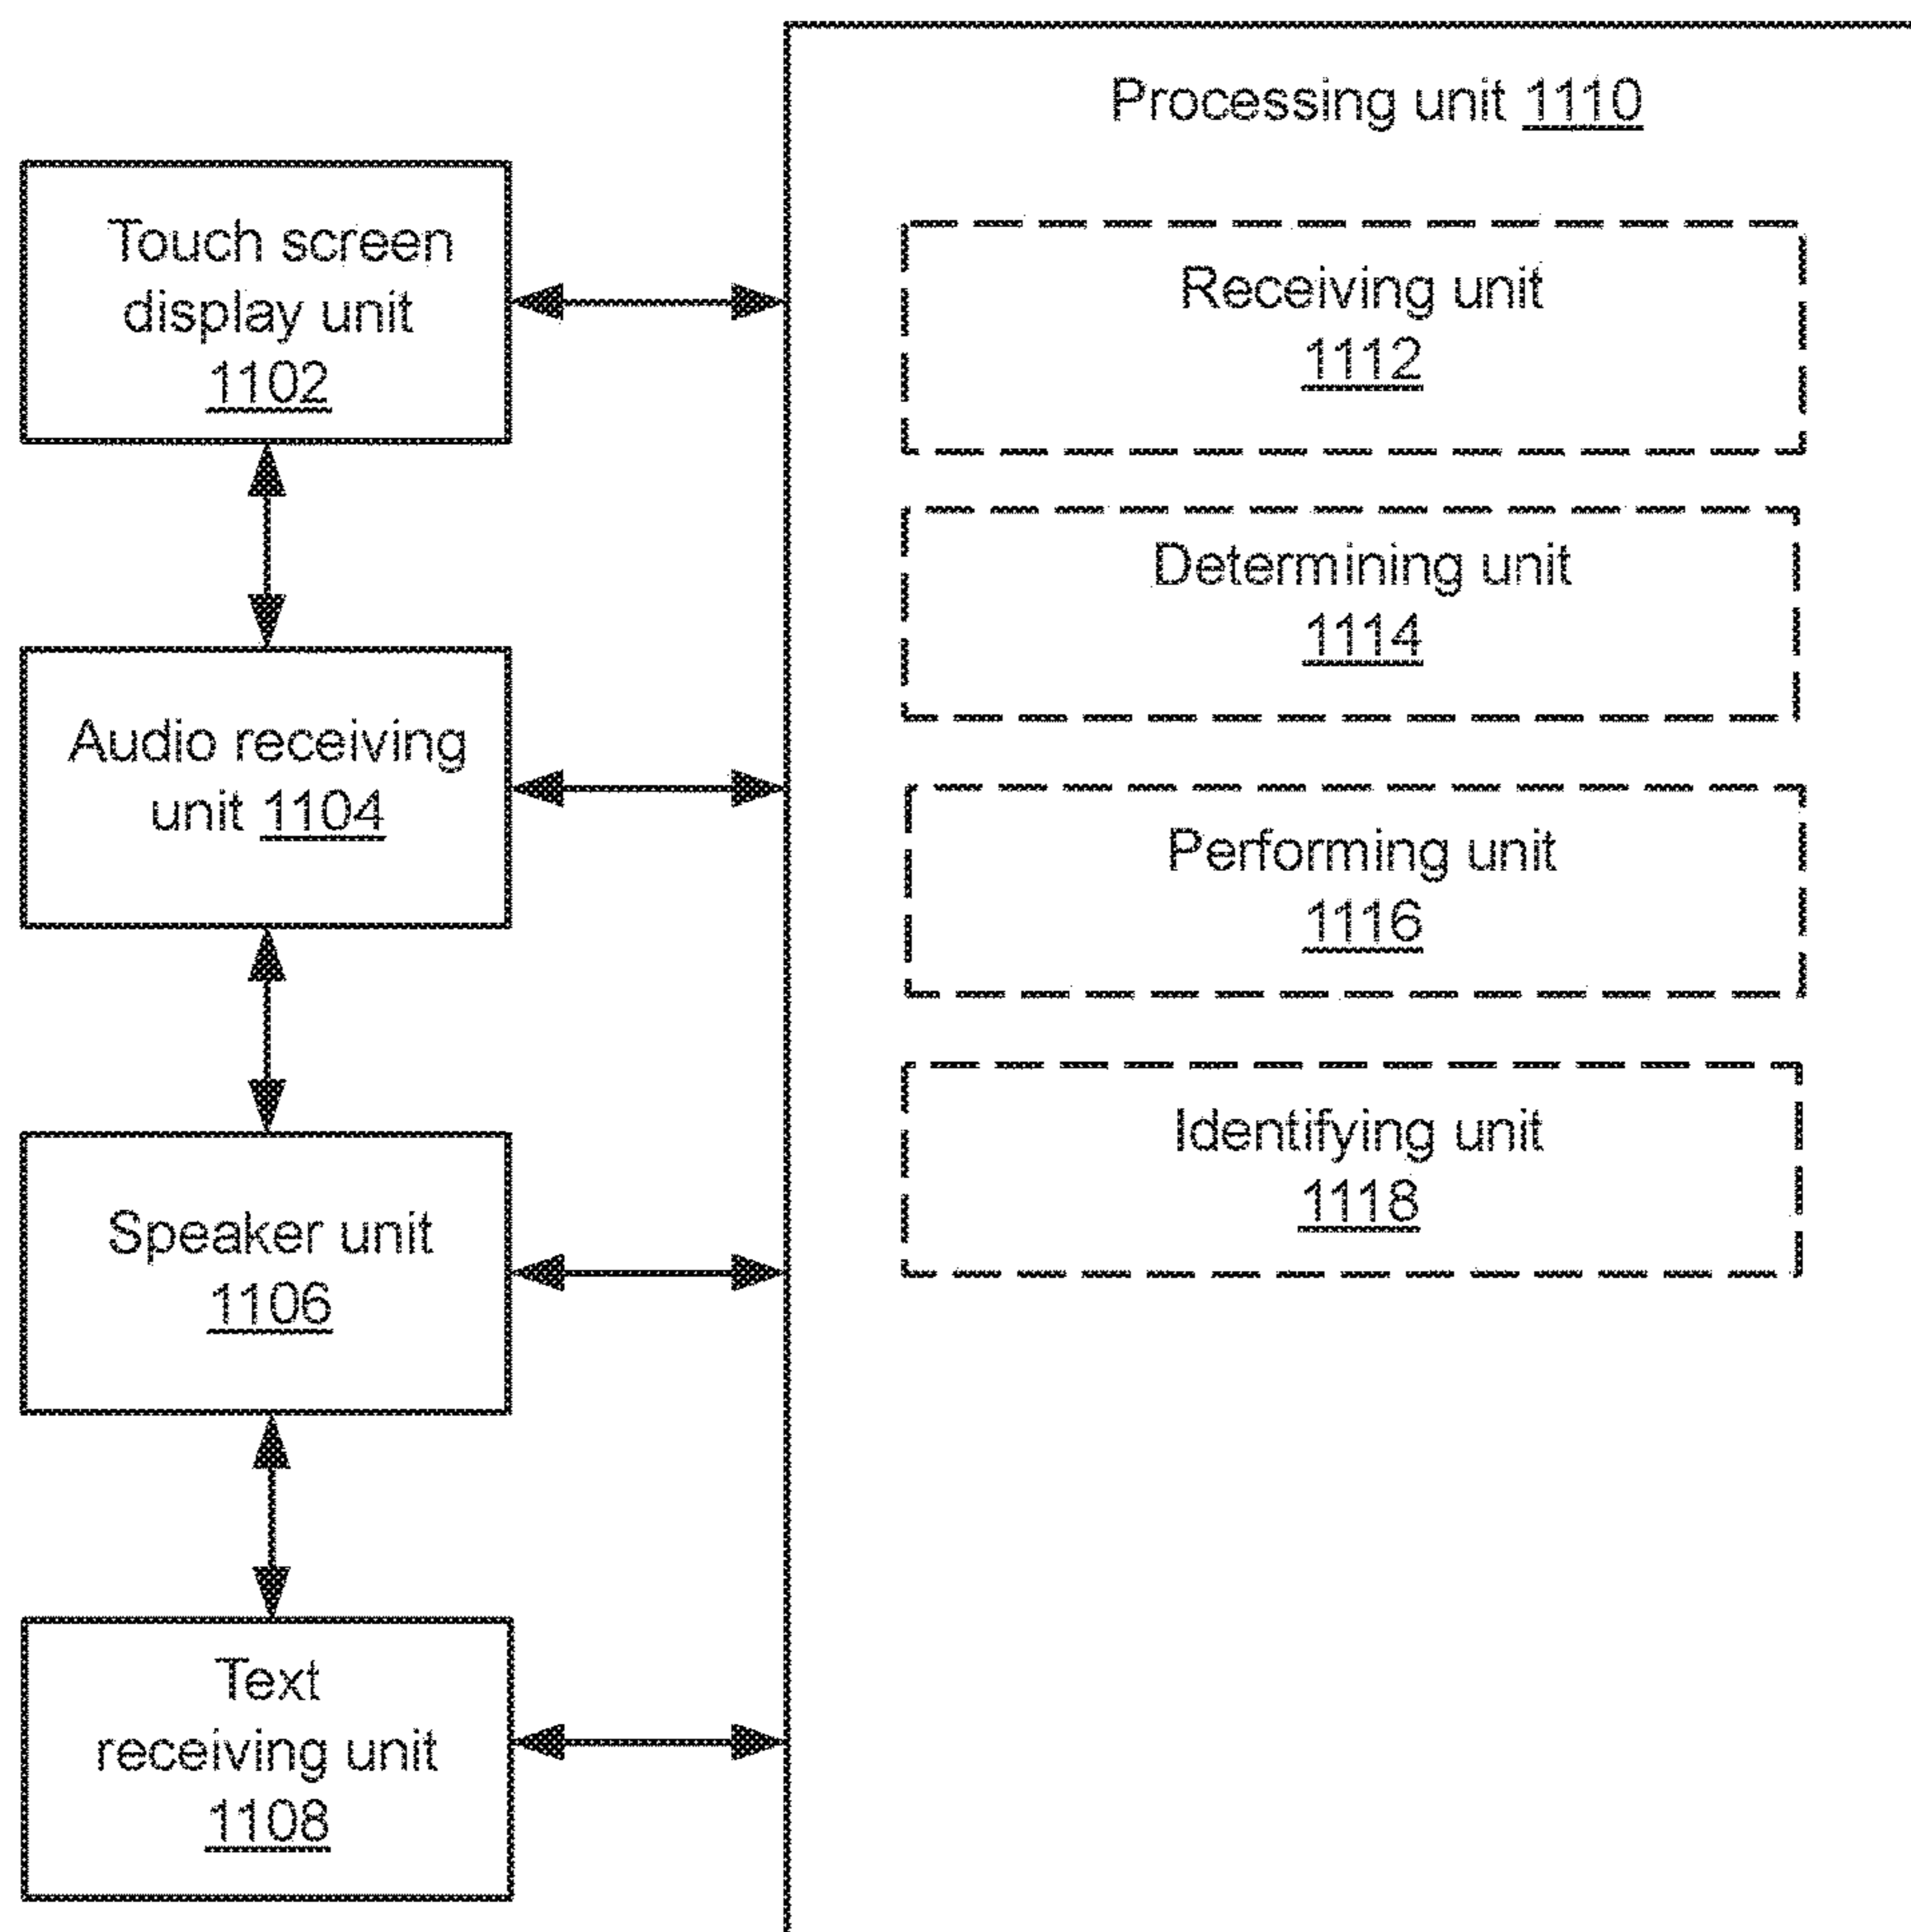 Processing unit 1110
Touch screen
display unit
1102
Receiving unit
1112
Determining unit
1114
Audio receiving
unit 1104
Performing unit
1116
Identifying unit
1118
Speaker unit
1106
Text
receiving unit
1108